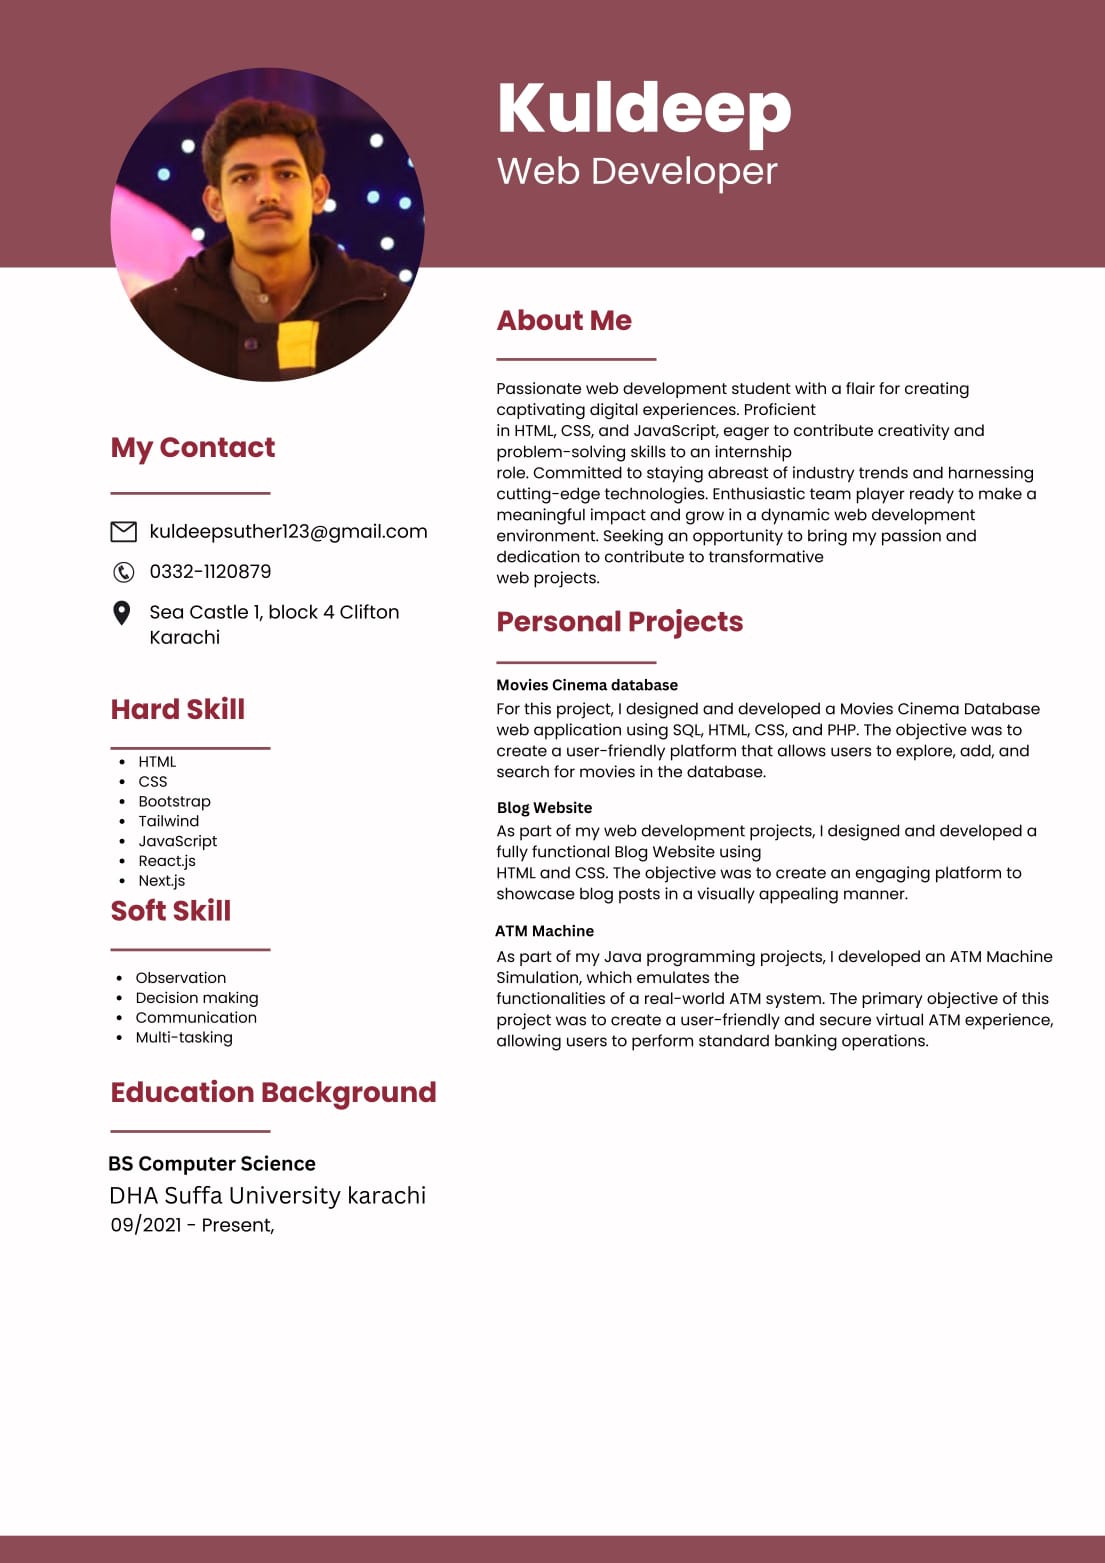 Kuldeep
Web Developer
My Contact
kuldeepsuther123@gmail.com
0332-1120879
Sea Castle 1, block 4 Clifton
Karachi
Hard Skill
• HTML
• CSS
• Bootstrap
• Tailwind
• JavaScript
• React.js
• Next.js
Soft Skill
• Observation
• Decision making
• Communication
• Multi-tasking
Education Background
BS Computer Science
DHA Suffa University karachi
09/2021 - Present,
About Me
Passionate web development student with a flair for creating
captivating digital experiences. Proficient
in HTML, CSS, and JavaScript, eager to contribute creativity and
problem-solving skills to an internship
role. Committed to staying abreast of industry trends and harnessing
cutting-edge technologies. Enthusiastic team player ready to make a
meaningful impact and grow in a dynamic web development
environment. Seeking an opportunity to bring my passion and
dedication to contribute to transformative
web projects.
Personal Projects
Movies Cinema database
For this project, I designed and developed a Movies Cinema Database
web application using SQL, HTML, CSS, and PHP. The objective was to
create a user-friendly platform that allows users to explore, add, and
search for movies in the database.
Blog Website
As part of my web development projects, I designed and developed a
fully functional Blog Website using
HTML and CSS. The objective was to create an engaging platform to
showcase blog posts in a visually appealing manner.
ATM Machine
As part of my Java programming projects, I developed an ATM Machine
Simulation, which emulates the
functionalities of a real-world ATM system. The primary objective of this
project was to create a user-friendly and secure virtual ATM experience,
allowing users to perform standard banking operations.